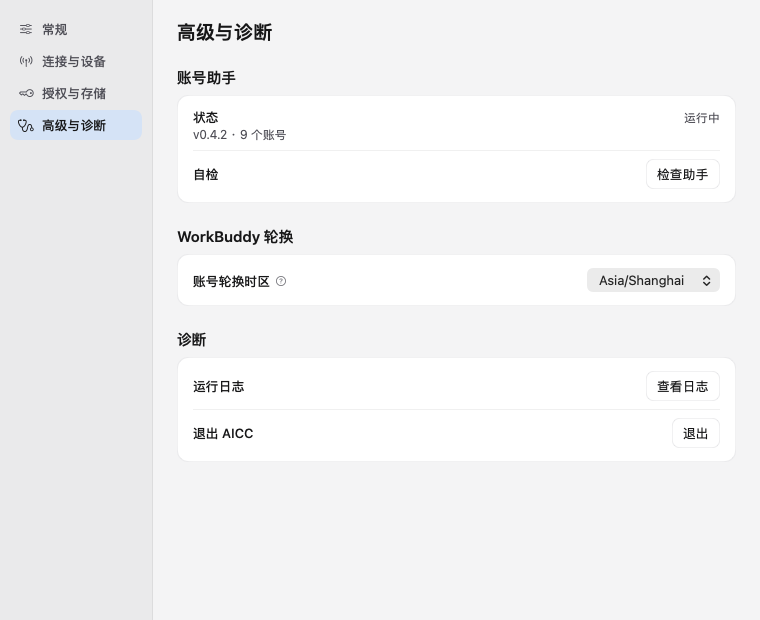 常规
连接与设备
授权与存储
高级与诊断
高级与诊断
账号助手
状态
运行中
v0.4.2 · 9 个账号
自检
检查助手
WorkBuddy 轮换
账号轮换时区 ?
Asia/Shanghai
诊断
运行日志
查看日志
退出 AICC
退出